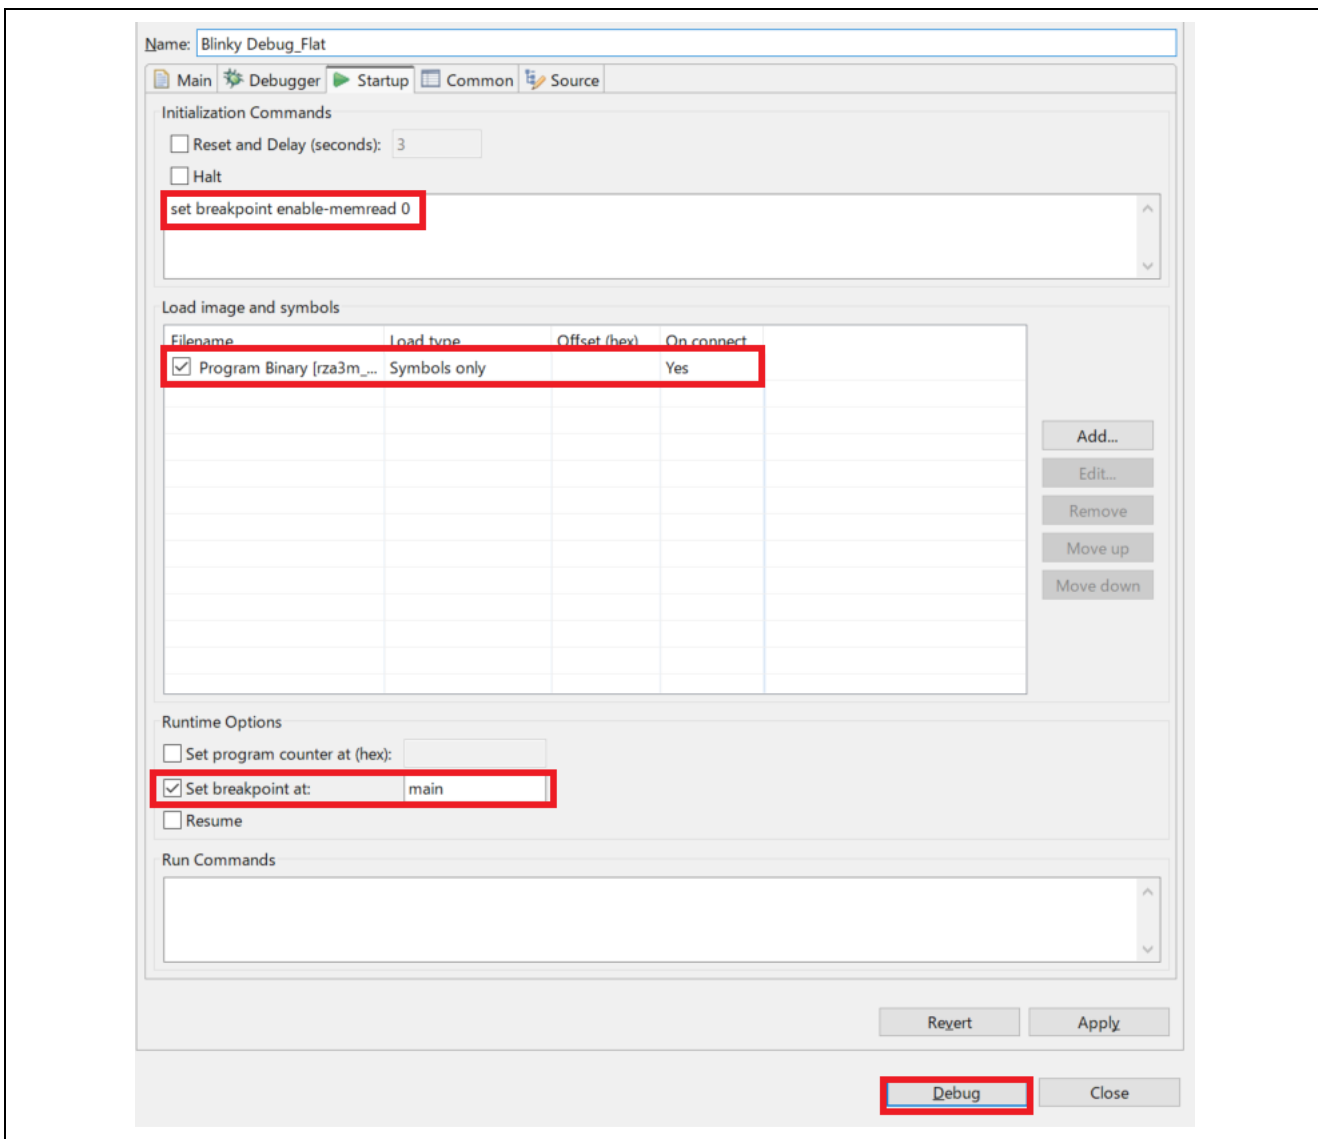 Name: Blinky Debug_Flat
Main Debugger Startup Common Source
Initialization Commands
Reset and Delay (seconds): 3
Halt
set breakpoint enable-memread 0
Load image and symbols
Filename Load type Offset (hex) On connect
Program Binary [rza3m_... Symbols only Yes
Add...
Edit...
Remove
Move up
Move down
Runtime Options
Set program counter at (hex):
Set breakpoint at: main
Resume
Run Commands
Revert Apply
Debug Close